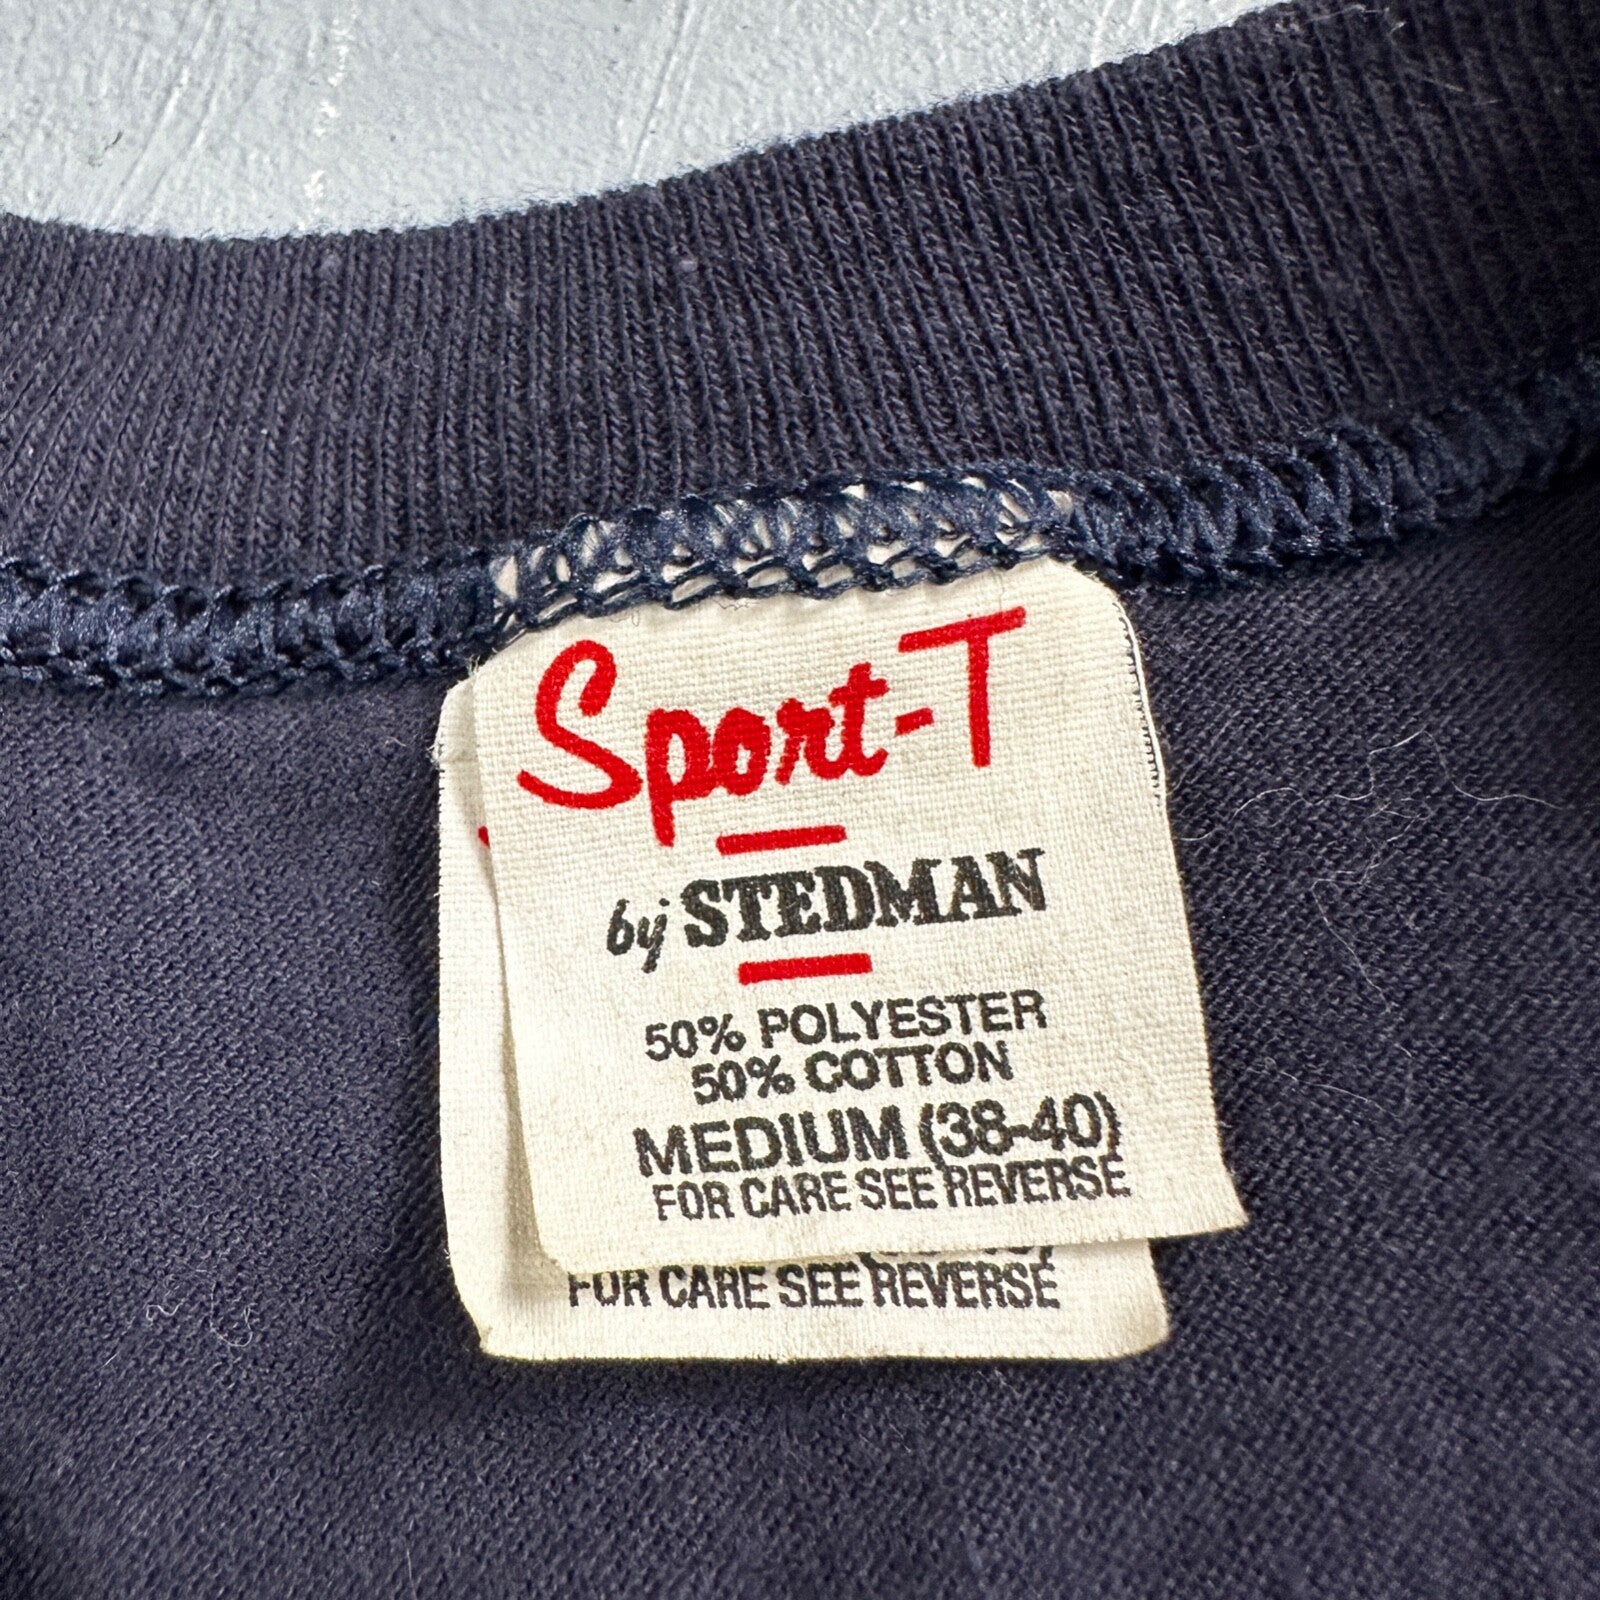 Sport-T
by STEDMAN
50% POLYESTER
50% COTTON
MEDIUM (38-40)
FOR CARE SEE REVERSE
FOR CARE SEE REVERSE